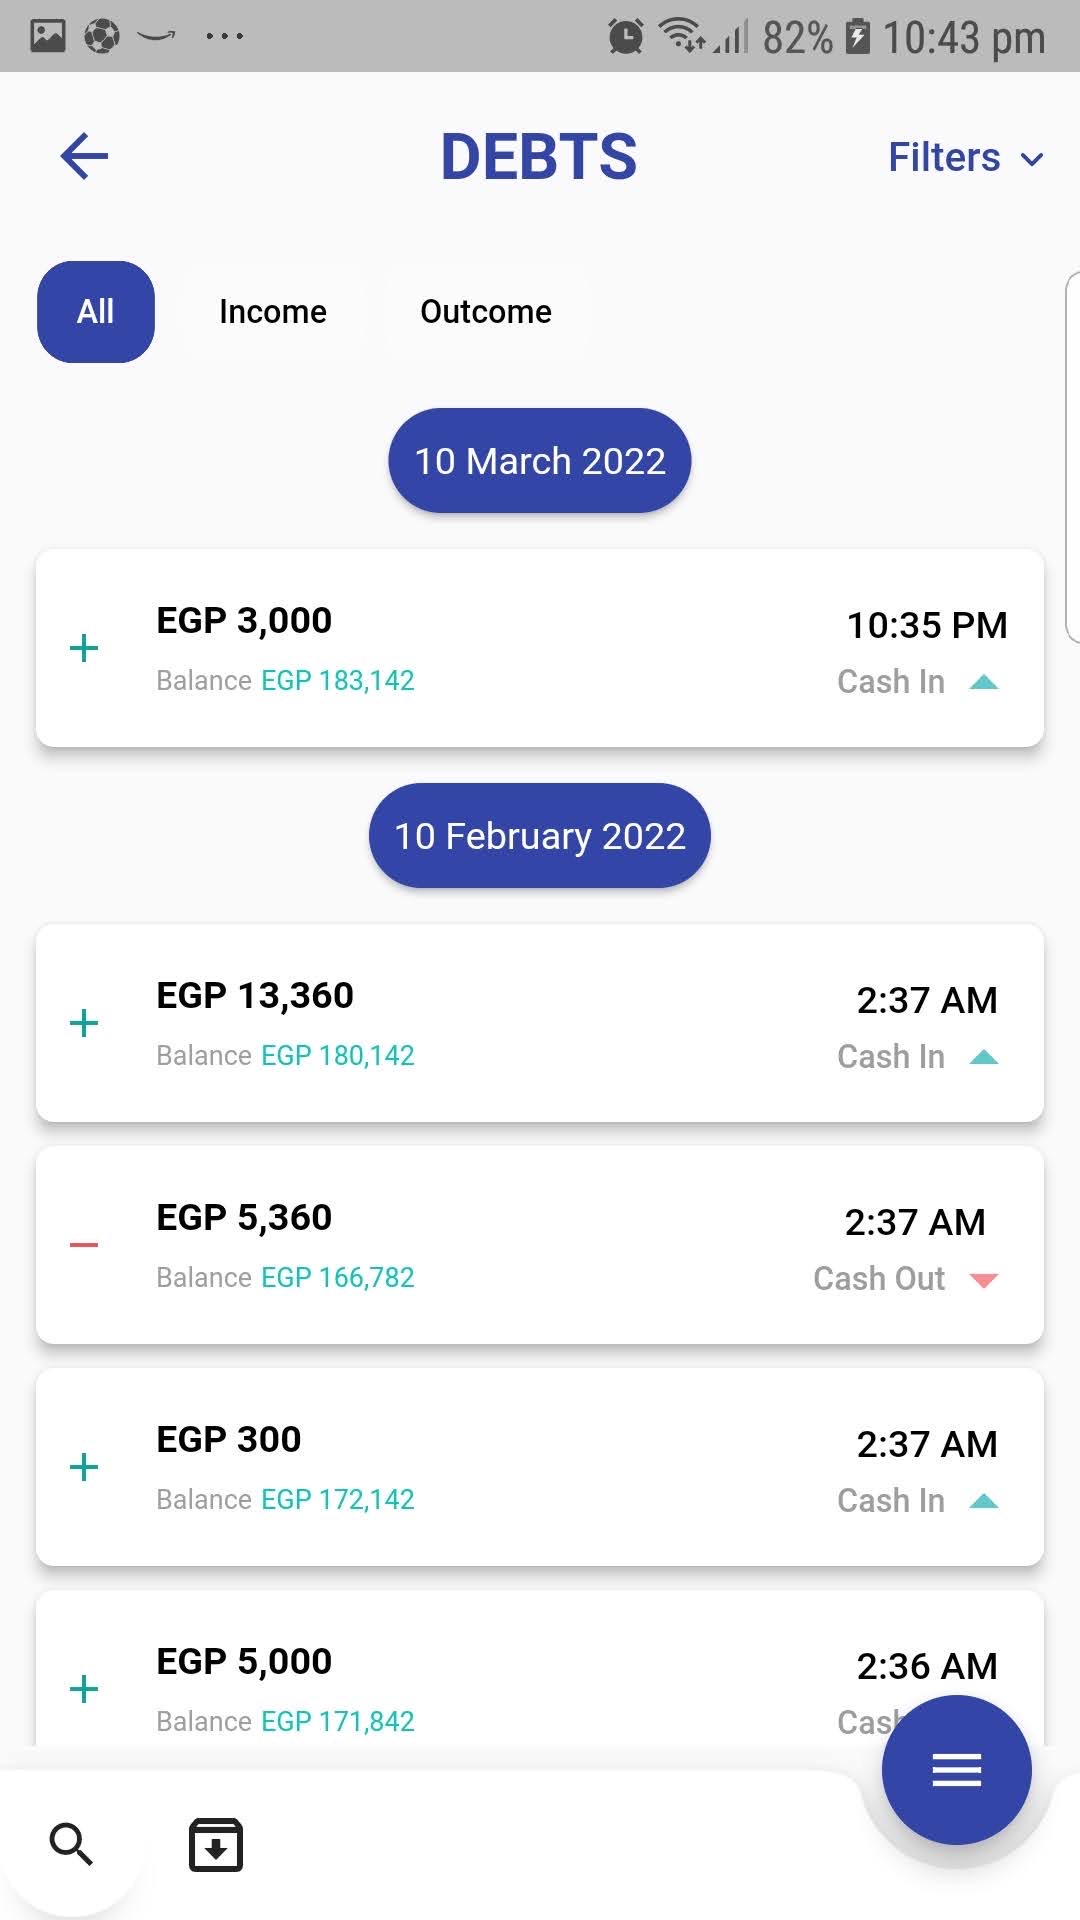 82% 10:43 pm
DEBTS
Filters
All
Income
Outcome
10 March 2022
EGP 3,000
10:35 PM
Balance EGP 183,142
Cash In
10 February 2022
EGP 13,360
2:37 AM
Balance EGP 180,142
Cash In
EGP 5,360
2:37 AM
Balance EGP 166,782
Cash Out
EGP 300
2:37 AM
Balance EGP 172,142
Cash In
EGP 5,000
2:36 AM
Balance EGP 171,842
Cash